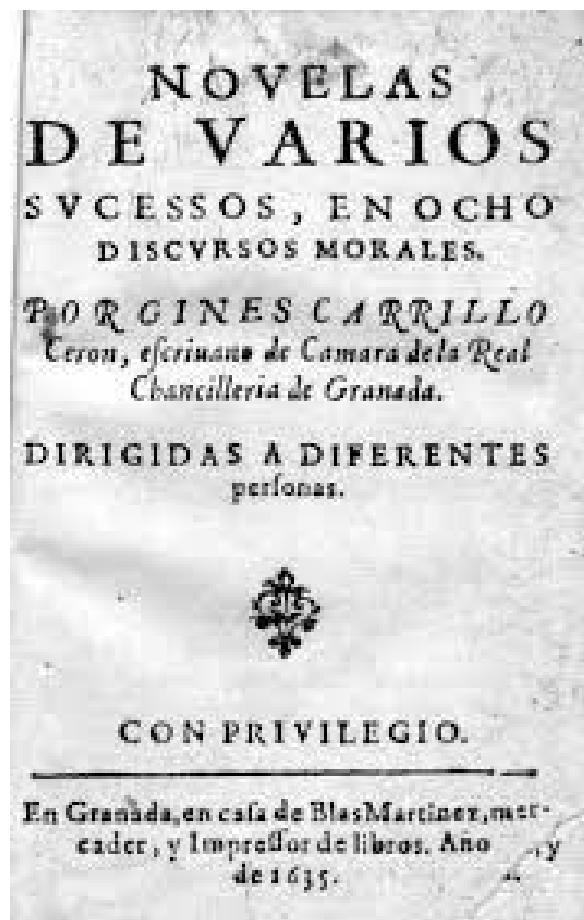 NOVELAS
DE VARIOS
SVCESSOS, EN OCHO
DISCVRSOS MORALES.
POR GINES CARRILLO
Ceron, eſcriuano de Camara de la Real
Chancilleria de Granada.
DIRIGIDAS A DIFERENTES
perſonas.
CON PRIVILEGIO.
En Granada, en caſa de Blas Martinez, mer-
cader, y Impreſſor de libros. Año , y
de 1635.